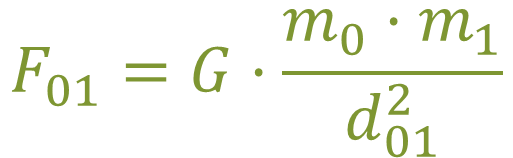 F₀₁ = G · (m₀ · m₁) / d₀₁²